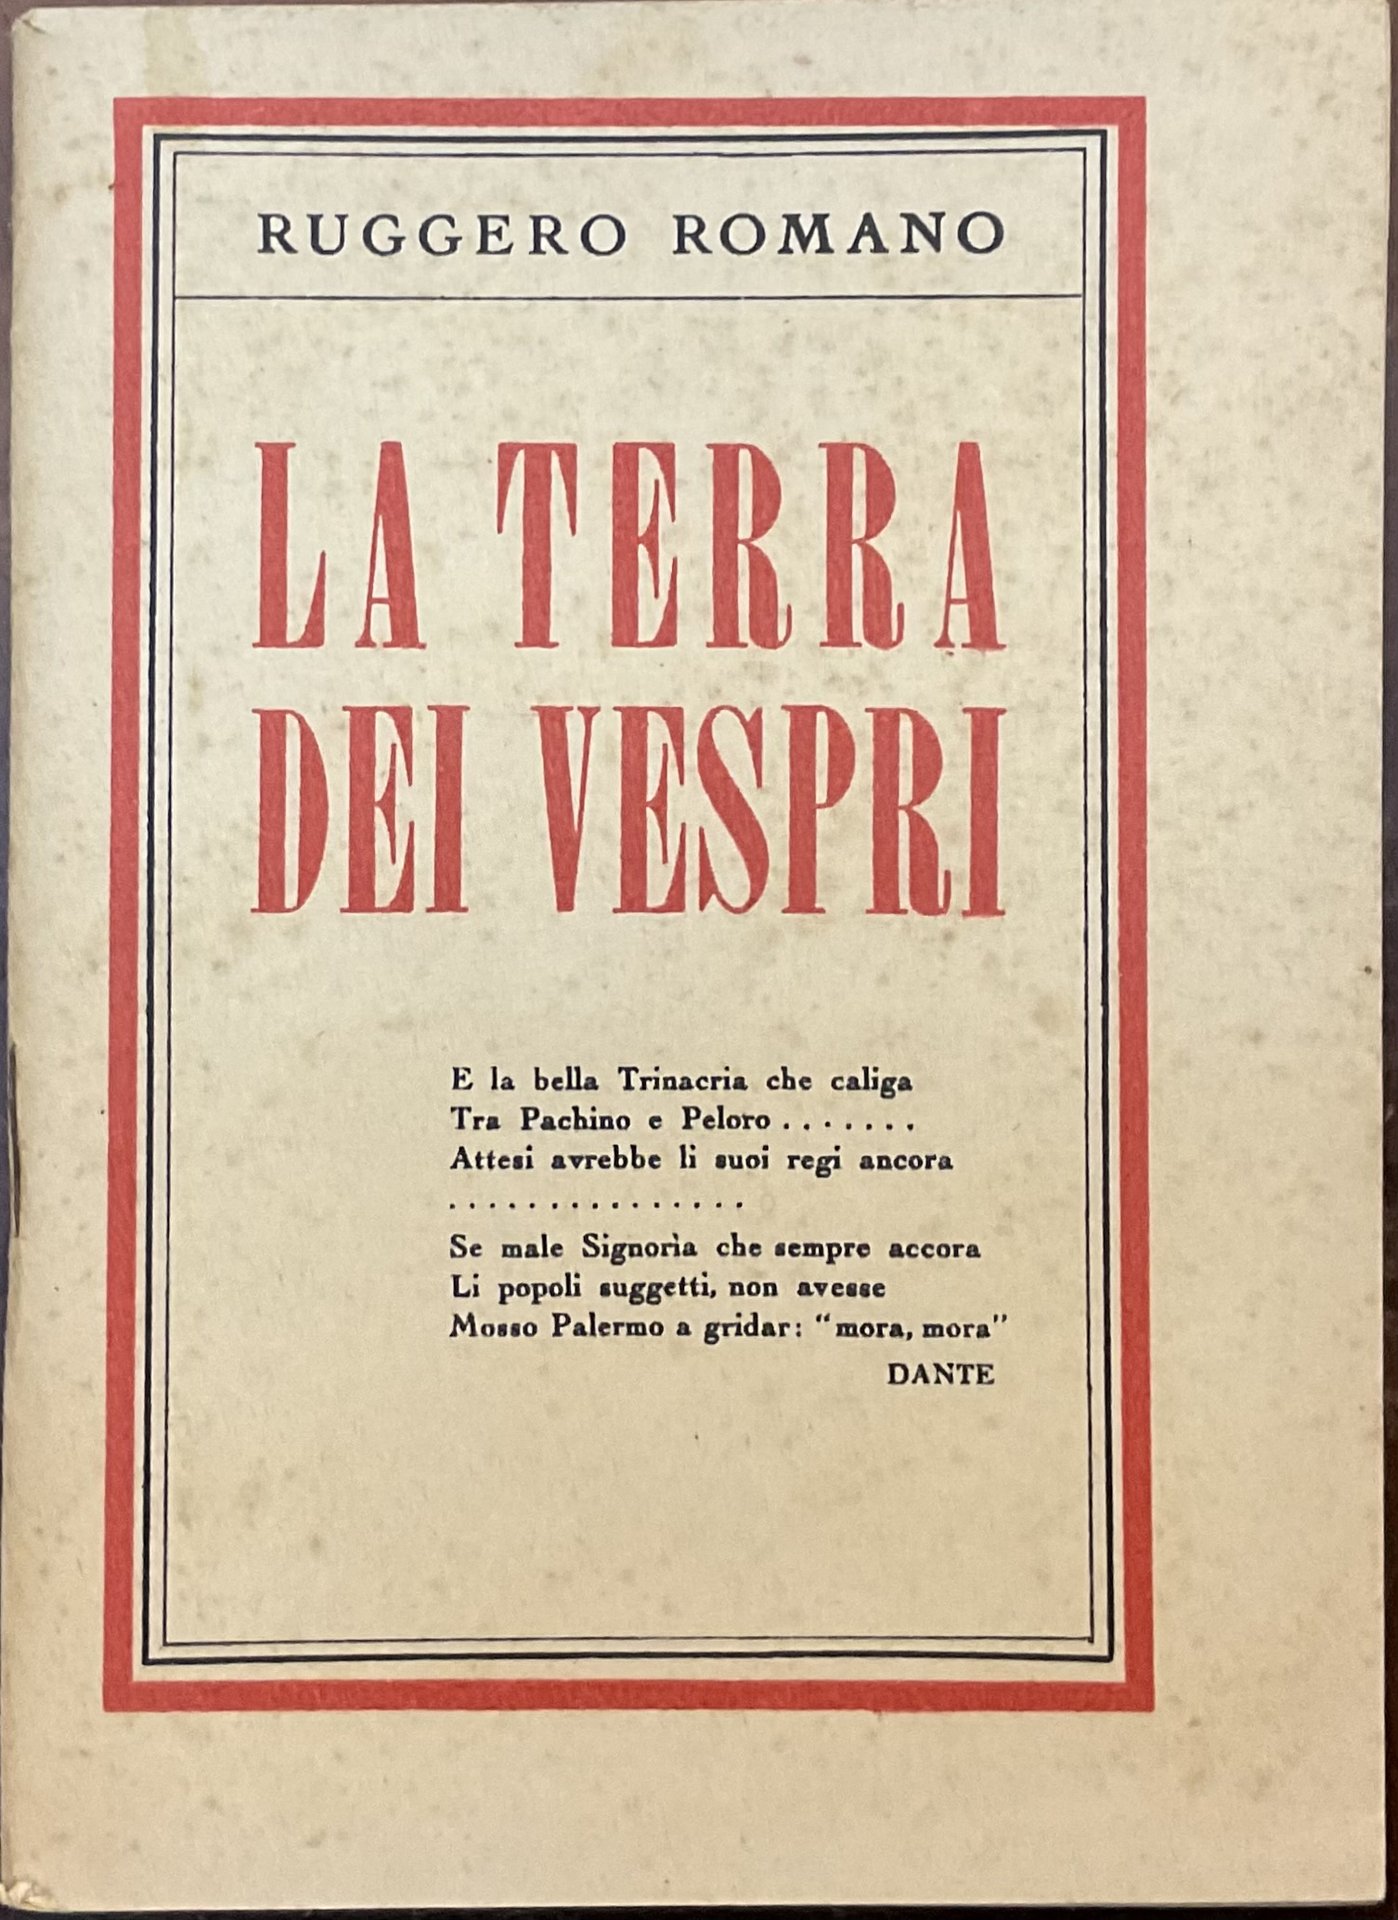 RUGGERO ROMANO
LA TERRA
DEI VESPRI
E la bella Trinacria che caliga
Tra Pachino e Peloro . . . . . . .
Attesi avrebbe li suoi regi ancora
. . . . . . . . . . . . . . .
Se male Signorìa che sempre accora
Li popoli suggetti, non avesse
Mosso Palermo a gridar: "mora, mora"
DANTE